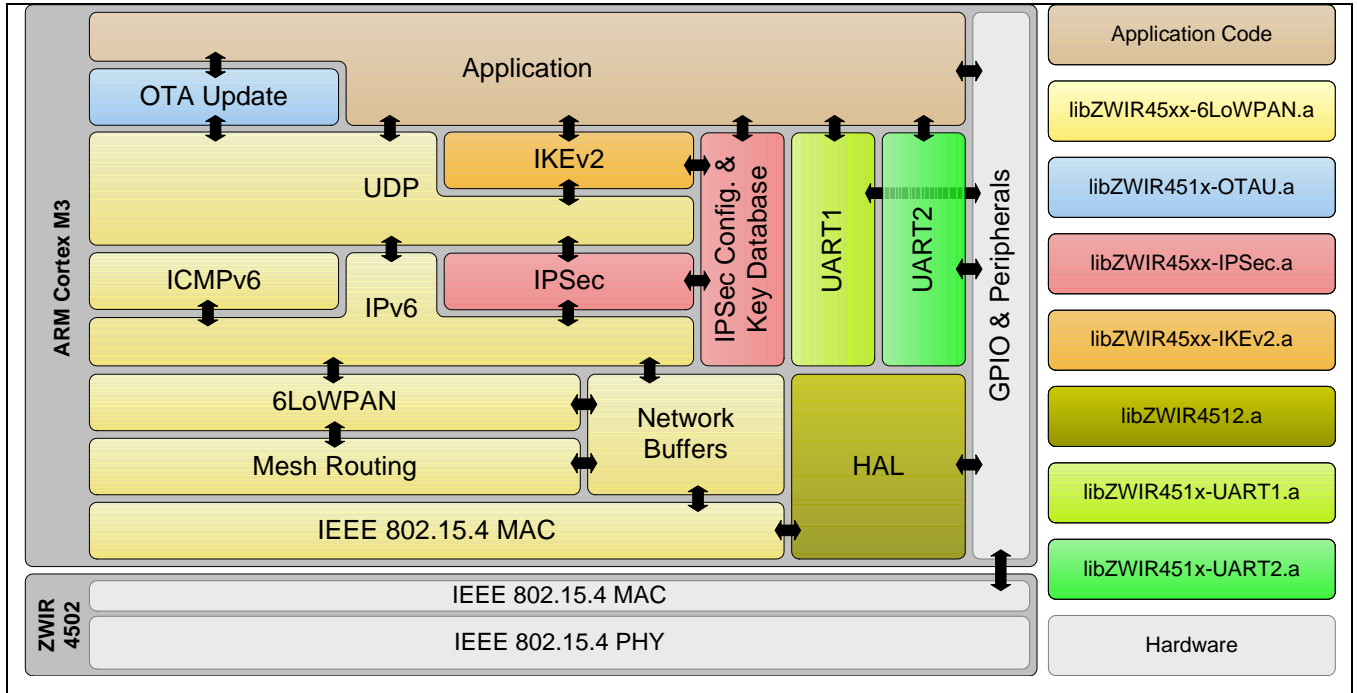 Application
OTA Update
IKEv2
UDP
ICMPv6
IPv6
IPSec
IPSec Config. &
Key Database
UART1
UART2
GPIO & Peripherals
6LoWPAN
Network
Buffers
Mesh Routing
HAL
IEEE 802.15.4 MAC
ARM Cortex M3
ZWIR
4502
IEEE 802.15.4 MAC
IEEE 802.15.4 PHY
Application Code
libZWIR45xx-6LoWPAN.a
libZWIR451x-OTAU.a
libZWIR45xx-IPSec.a
libZWIR45xx-IKEv2.a
libZWIR4512.a
libZWIR451x-UART1.a
libZWIR451x-UART2.a
Hardware